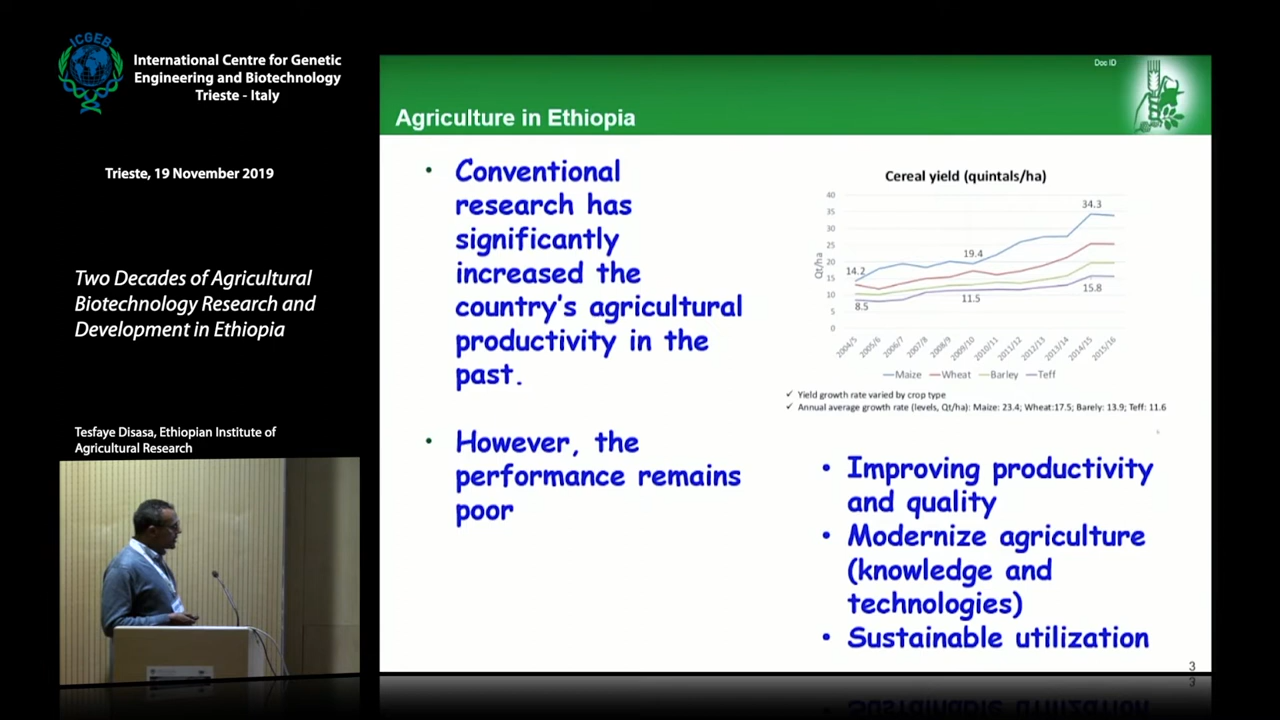 ICGEB
International Centre for Genetic
Engineering and Biotechnology
Trieste - Italy
Trieste, 19 November 2019
Two Decades of Agricultural
Biotechnology Research and
Development in Ethiopia
Tesfaye Disasa, Ethiopian Institute of
Agricultural Research
Doc ID
Agriculture in Ethiopia
• Conventional
research has
significantly
increased the
country's agricultural
productivity in the
past.
• However, the
performance remains
poor
Cereal yield (quintals/ha)
Qt/ha
40
35
30
25
20
15
10
5
0
14.2
8.5
19.4
11.5
34.3
15.8
2004/5
2005/6
2006/7
2007/8
2008/9
2009/10
2010/11
2011/12
2012/13
2013/14
2014/15
2015/16
Maize Wheat Barley Teff
✓ Yield growth rate varied by crop type
✓ Annual average growth rate (levels, Qt/ha): Maize: 23.4; Wheat:17.5; Barely: 13.9; Teff: 11.6
• Improving productivity
and quality
• Modernize agriculture
(knowledge and
technologies)
• Sustainable utilization
3